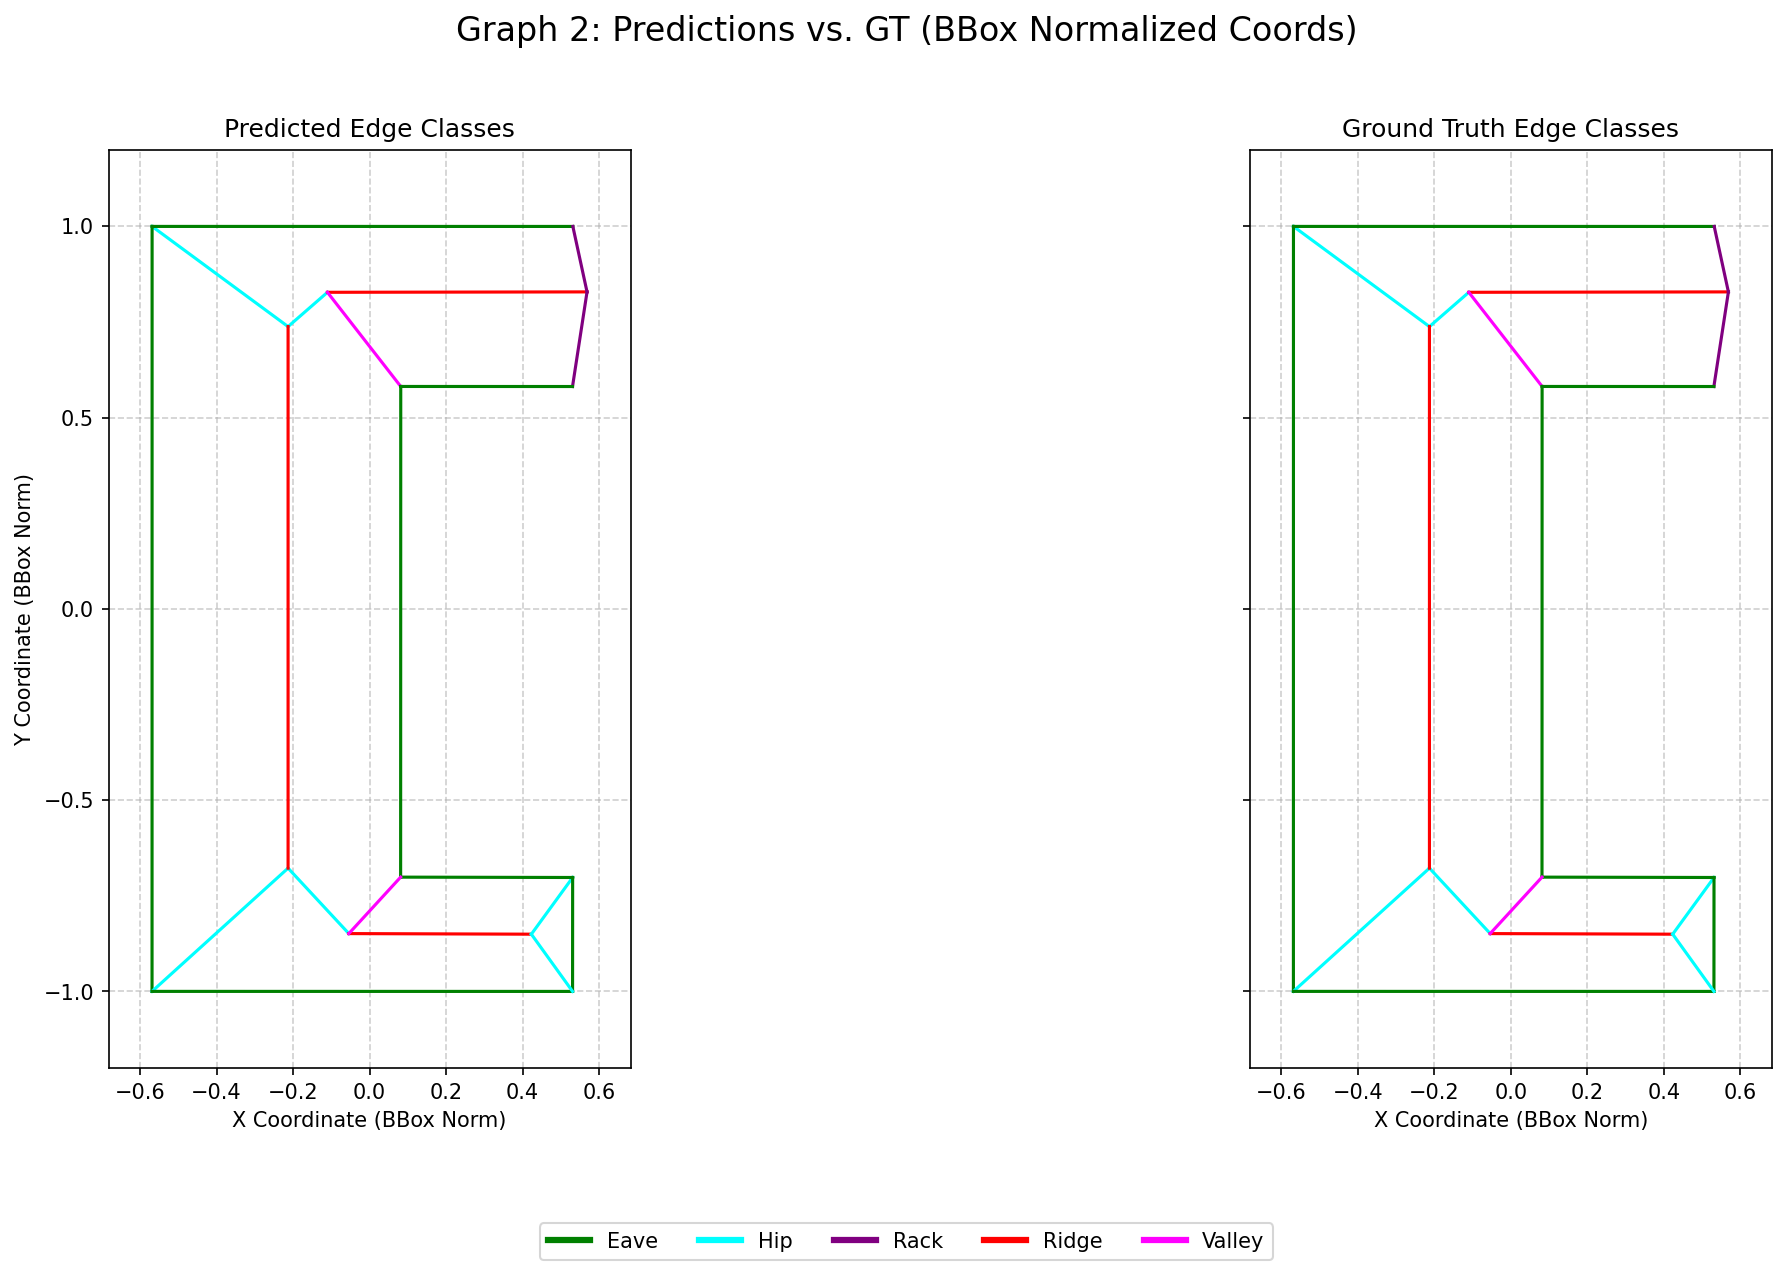 Graph 2: Predictions vs. GT (BBox Normalized Coords)
Predicted Edge Classes
Ground Truth Edge Classes
Y Coordinate (BBox Norm)
1.0
0.5
0.0
−0.5
−1.0
−0.6 −0.4 −0.2 0.0 0.2 0.4 0.6
−0.6 −0.4 −0.2 0.0 0.2 0.4 0.6
X Coordinate (BBox Norm)
X Coordinate (BBox Norm)
Eave Hip Rack Ridge Valley